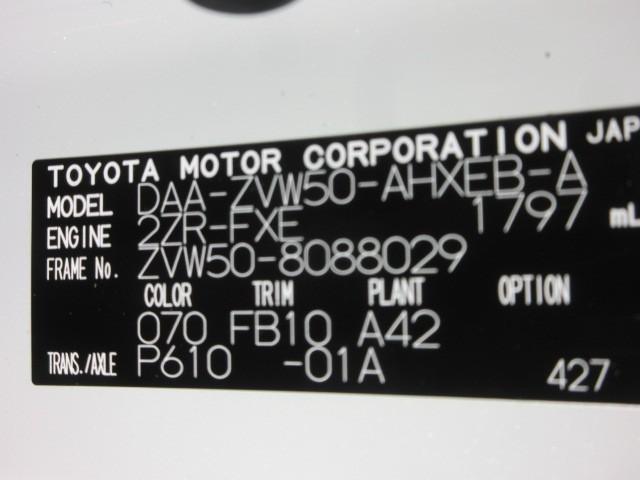 TOYOTA MOTOR CORPORATION JAP
MODEL DAA-ZVW50-AHXEB-A
ENGINE 2ZR-FXE 1797 mL
FRAME No. ZVW50-8088029
COLOR TRIM PLANT OPTION
070 FB10 A42
TRANS./AXLE P610 -01A 427